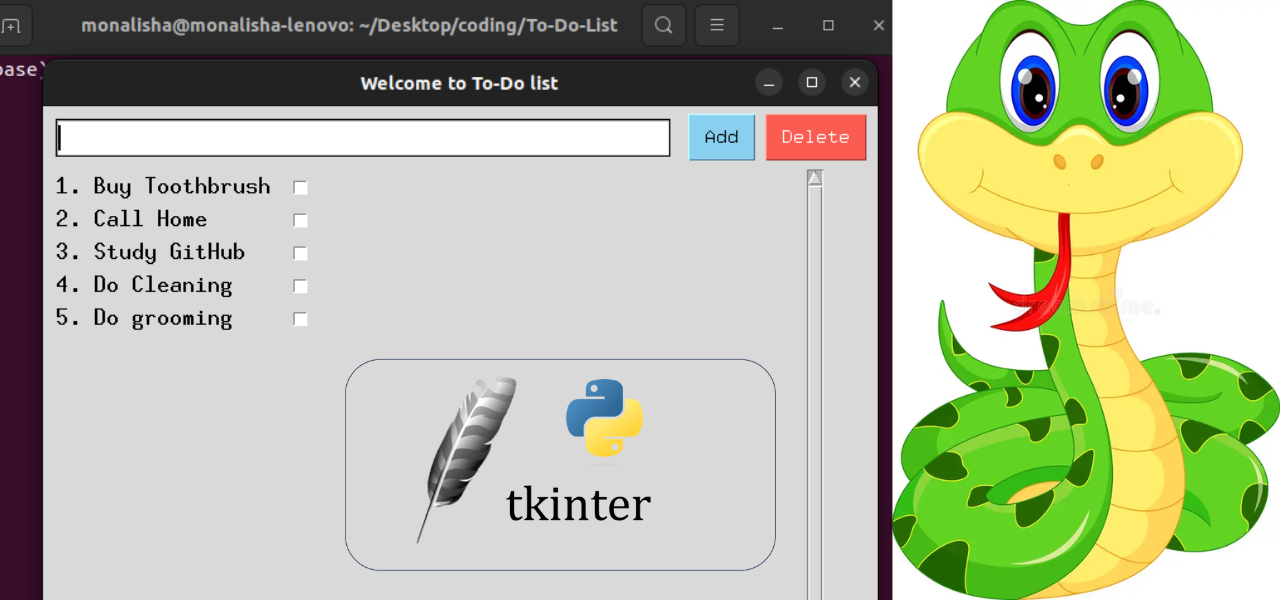 monalisha@monalisha-lenovo: ~/Desktop/coding/To-Do-List
Welcome to To-Do list
Add
Delete
1. Buy Toothbrush
2. Call Home
3. Study GitHub
4. Do Cleaning
5. Do grooming
tkinter